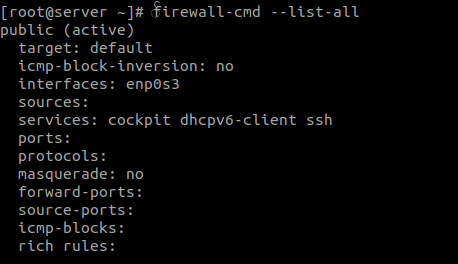 [root@server ~]# firewall-cmd --list-all
public (active)
  target: default
  icmp-block-inversion: no
  interfaces: enp0s3
  sources:
  services: cockpit dhcpv6-client ssh
  ports:
  protocols:
  masquerade: no
  forward-ports:
  source-ports:
  icmp-blocks:
  rich rules: